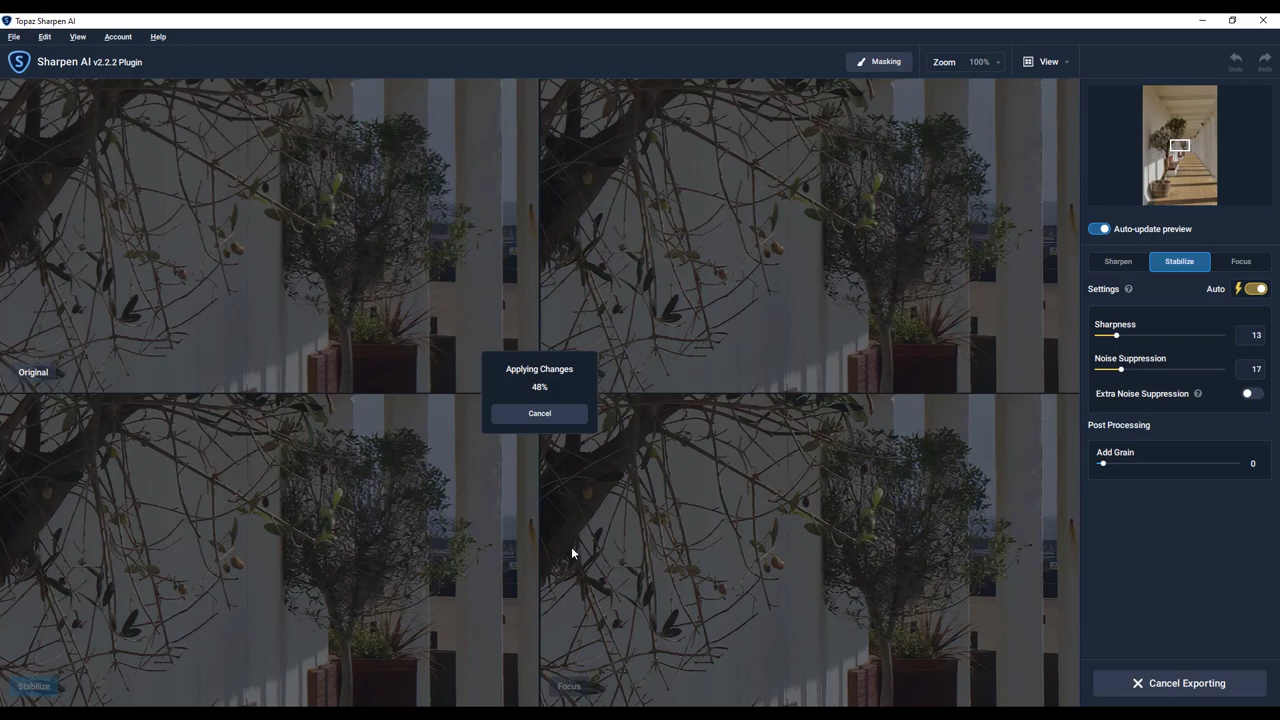 Topaz Sharpen AI
File Edit View Account Help
Sharpen AI v2.2.2 Plugin
Masking
Zoom 100%
View
Undo
Redo
Auto-update preview
Sharpen Stabilize Focus
Settings Auto
Sharpness
13
Noise Suppression
17
Extra Noise Suppression
Post Processing
Add Grain
0
Original
Applying Changes
48%
Cancel
Stabilize
Focus
Cancel Exporting